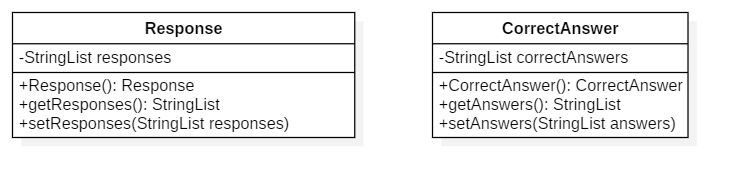 Response
-StringList responses
+Response(): Response
+getResponses(): StringList
+setResponses(StringList responses)
CorrectAnswer
-StringList correctAnswers
+CorrectAnswer(): CorrectAnswer
+getAnswers(): StringList
+setAnswers(StringList answers)